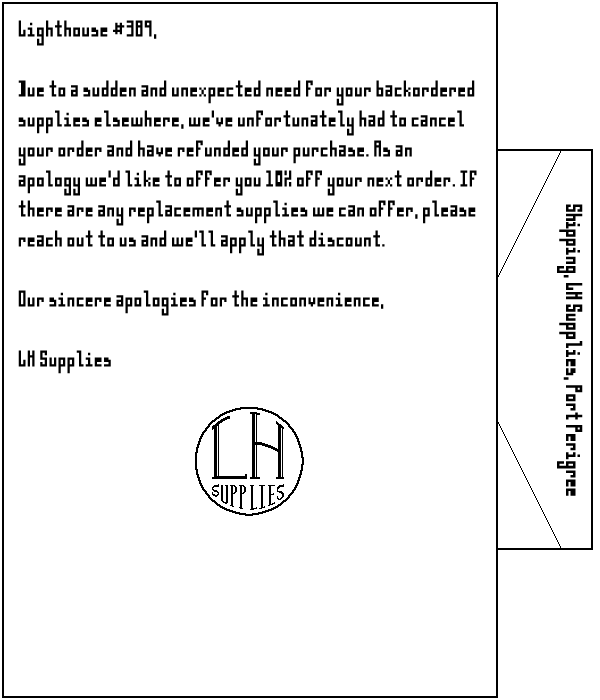 Lighthouse #389,
Due to a sudden and unexpected need for your backordered
supplies elsewhere, we've unfortunately had to cancel
your order and have refunded your purchase. As an
apology we'd like to offer you 10% off your next order. If
there are any replacement supplies we can offer, please
reach out to us and we'll apply that discount.
Our sincere apologies for the inconvenience,
LH Supplies
LH
SUPPLIES
Shipping, LH Supplies, Port Perigree